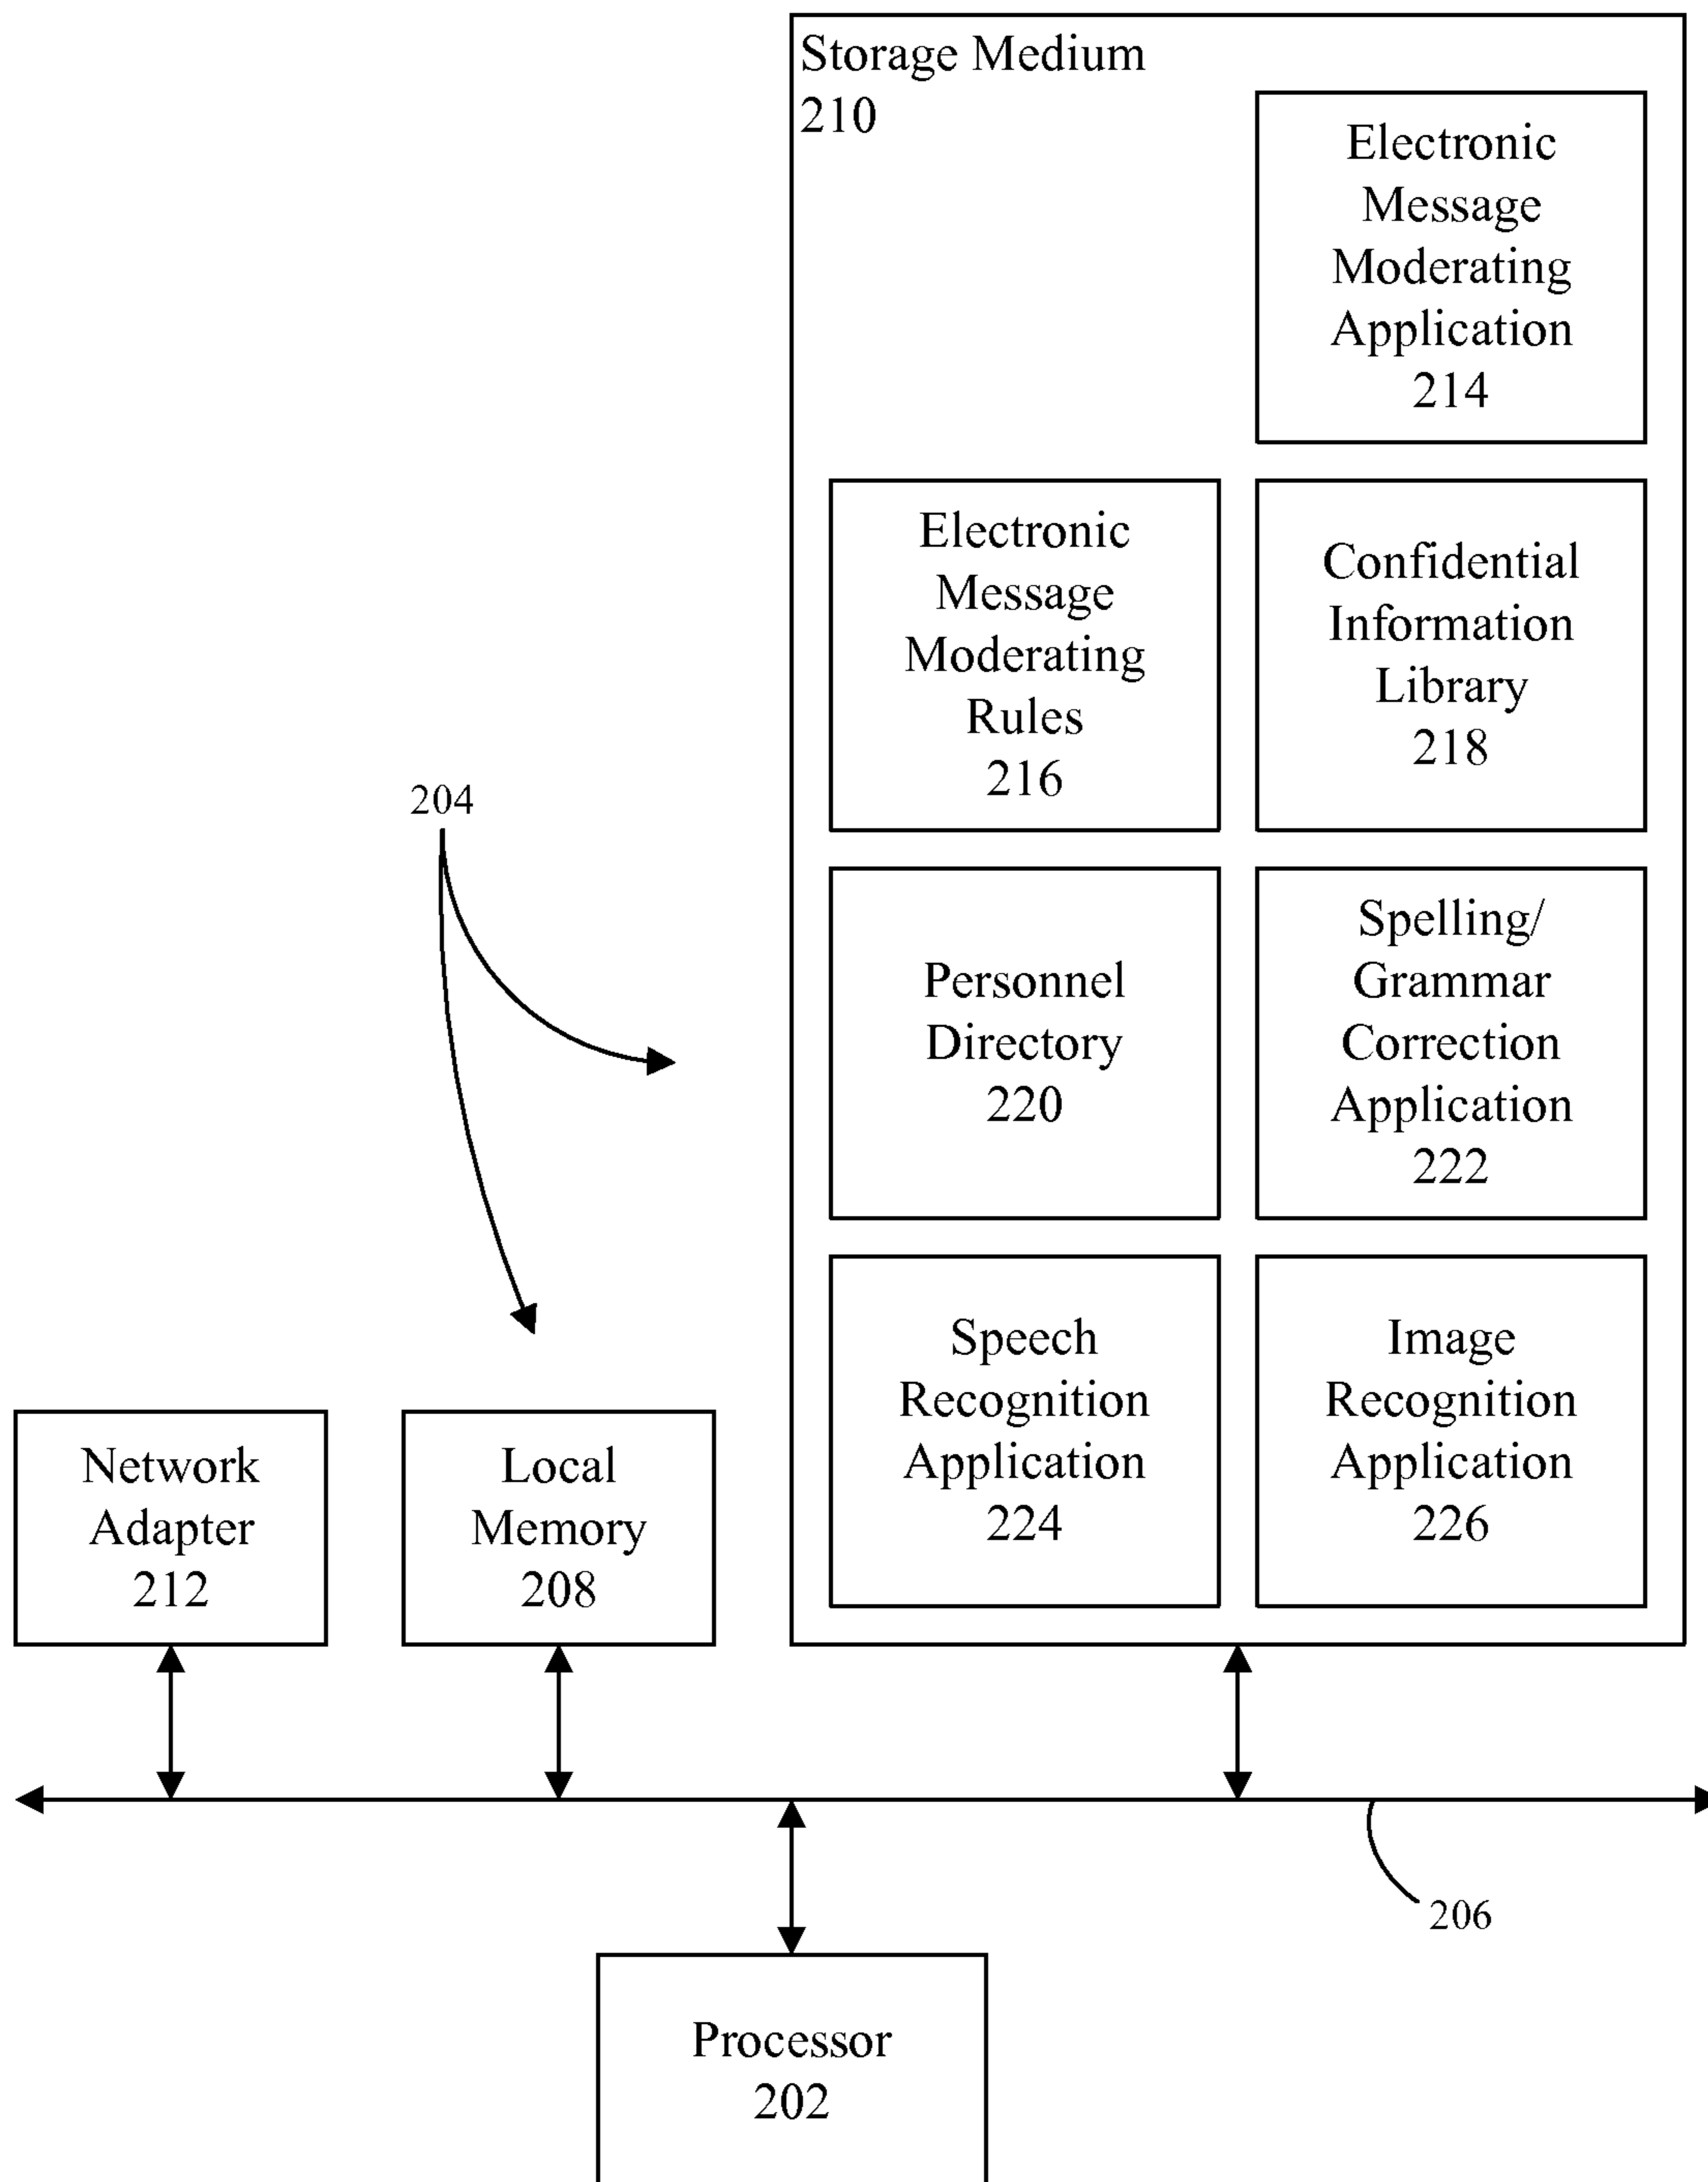 Storage Medium
210
Electronic
Message
Moderating
Application
214
Electronic
Message
Moderating
Rules
216
Confidential
Information
Library
218
204
Personnel
Directory
220
Spelling/
Grammar
Correction
Application
222
Speech
Recognition
Application
224
Image
Recognition
Application
226
Network
Adapter
212
Local
Memory
208
206
Processor
202